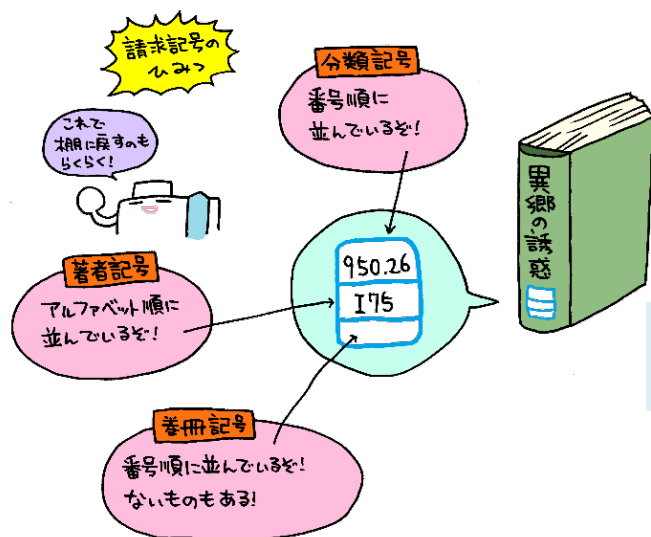 請求記号の
ひみつ
これで
棚に戻すのも
らくらく!
分類記号
番号順に
並んでいるぞ!
950.26
I75
異郷の誘惑
著者記号
アルファベット順に
並んでいるぞ!
巻冊記号
番号順に並んでいるぞ!
ないものもある!